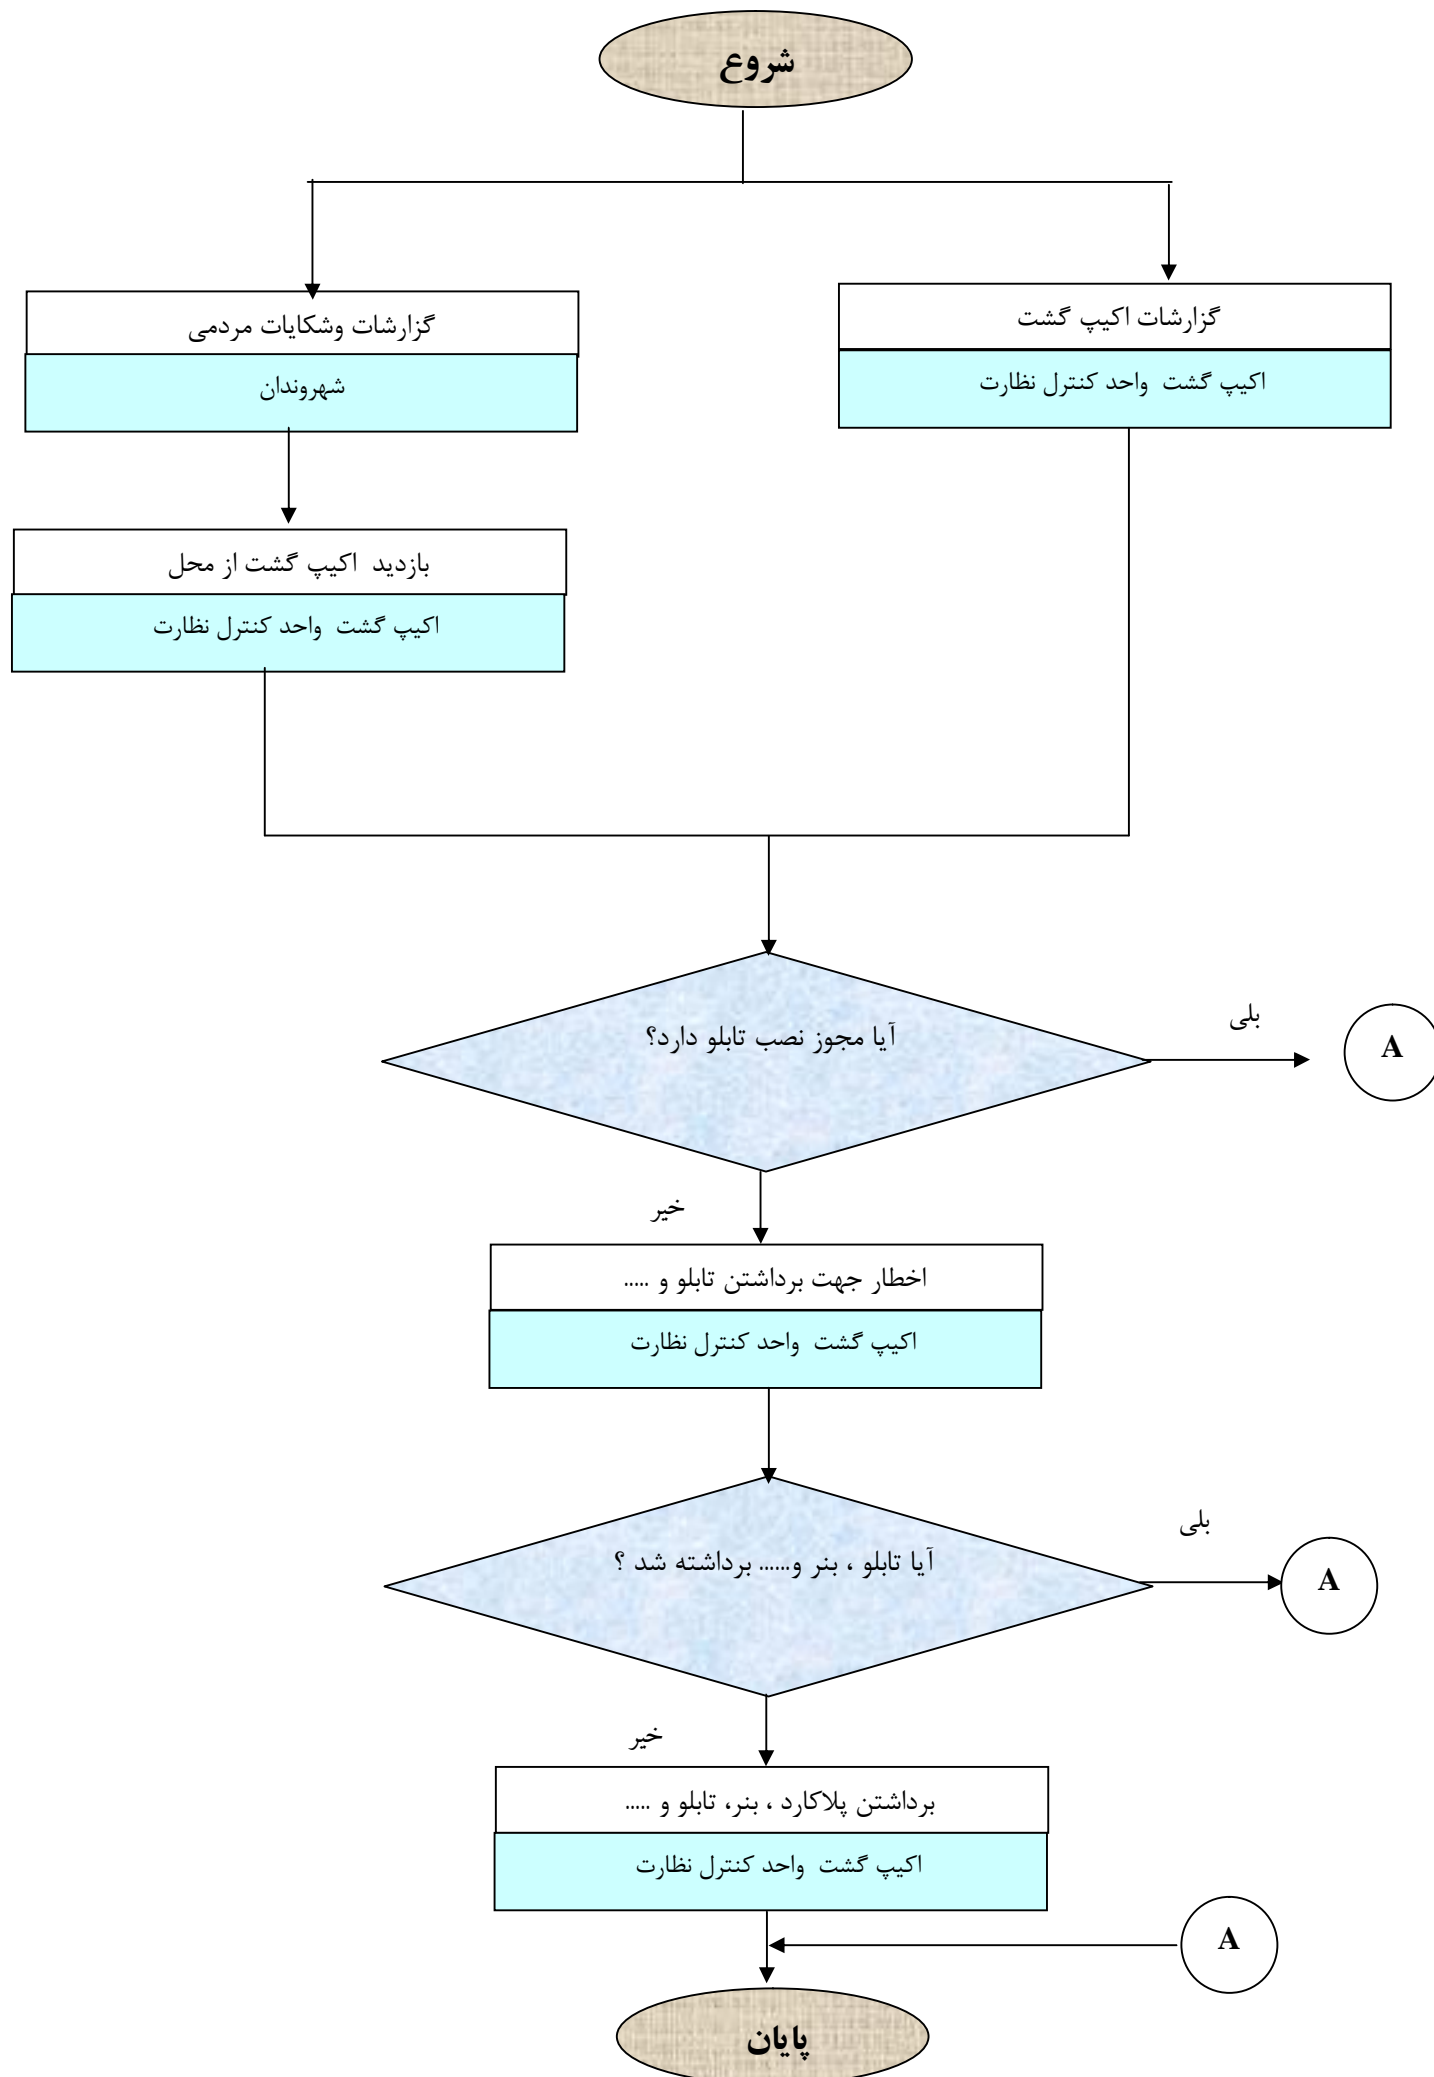 شروع
گزارشات اکیپ گشت
اکیپ گشت واحد کنترل نظارت
گزارشات وشکایات مردمی
شهروندان
بازدید اکیپ گشت از محل
اکیپ گشت واحد کنترل نظارت
آیا مجوز نصب تابلو دارد؟
بلی
A
خیر
اخطار جهت برداشتن تابلو و .....
اکیپ گشت واحد کنترل نظارت
آیا تابلو ، بنر و...... برداشته شد ؟
بلی
A
خیر
برداشتن پلاکارد ، بنر، تابلو و .....
اکیپ گشت واحد کنترل نظارت
A
پایان